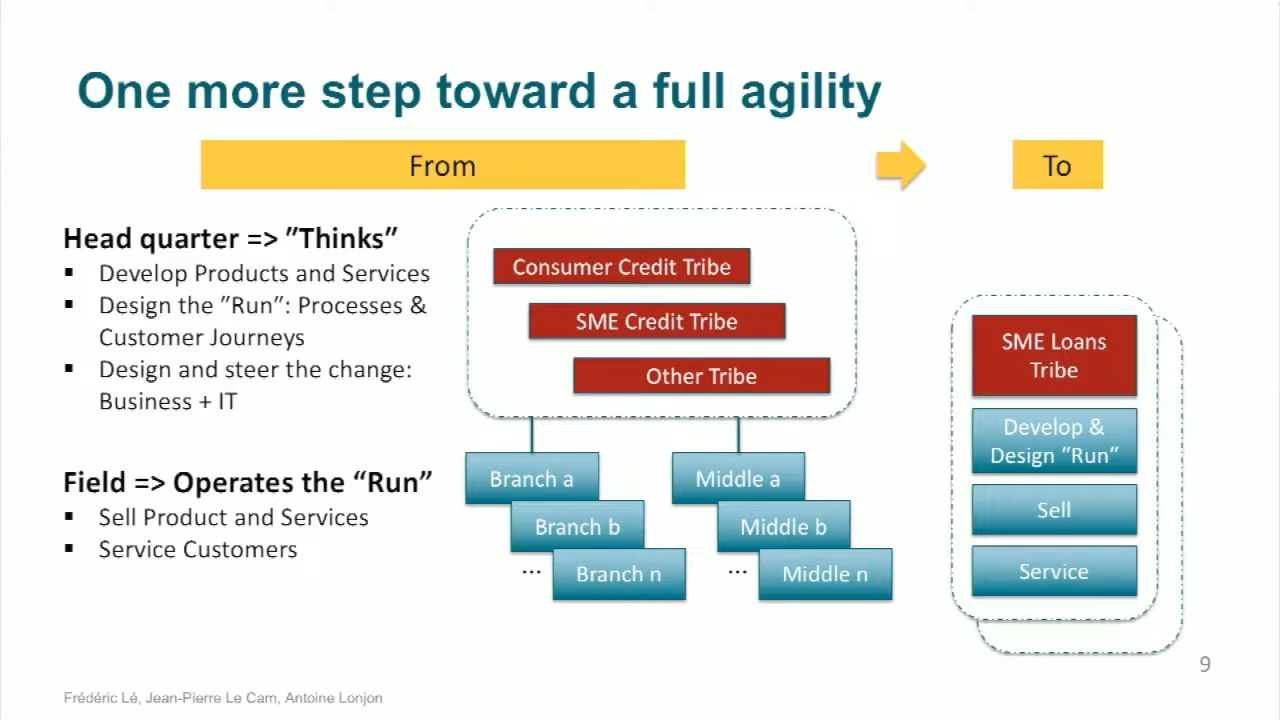 One more step toward a full agility
From
To
Head quarter => ”Thinks”
▪ Develop Products and Services
▪ Design the ”Run”: Processes &
Customer Journeys
▪ Design and steer the change:
Business + IT
Field => Operates the “Run”
▪ Sell Product and Services
▪ Service Customers
Consumer Credit Tribe
SME Credit Tribe
Other Tribe
Branch a
Branch b
... Branch n
Middle a
Middle b
... Middle n
SME Loans
Tribe
Develop &
Design ”Run”
Sell
Service
9
Frédéric Lé, Jean-Pierre Le Cam, Antoine Lonjon